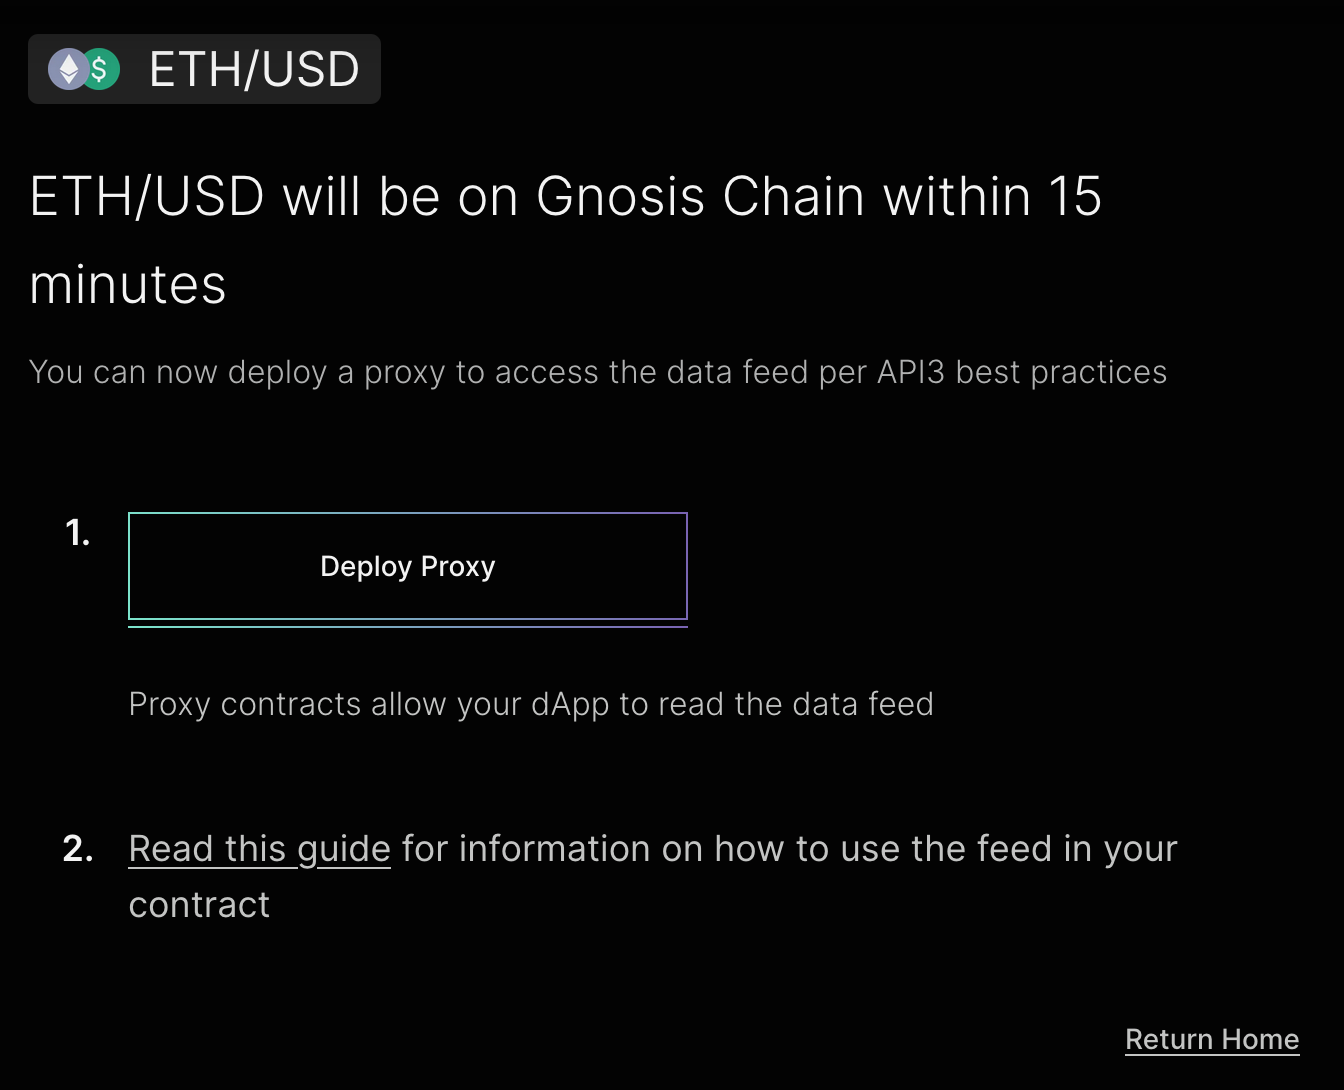 ETH/USD
ETH/USD will be on Gnosis Chain within 15
minutes
You can now deploy a proxy to access the data feed per API3 best practices
1.
Deploy Proxy
Proxy contracts allow your dApp to read the data feed
2. Read this guide for information on how to use the feed in your
contract
Return Home